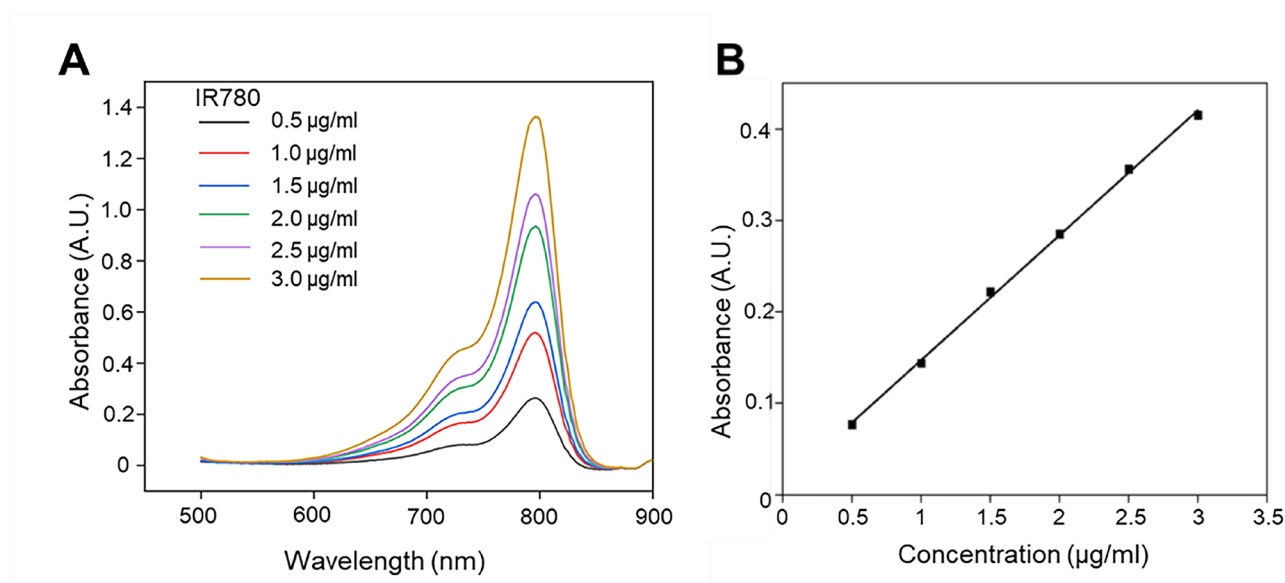 A
IR780
0.5 µg/ml
1.0 µg/ml
1.5 µg/ml
2.0 µg/ml
2.5 µg/ml
3.0 µg/ml
1.4
1.2
1.0
0.8
0.6
0.4
0.2
0
Absorbance (A.U.)
500 600 700 800 900
Wavelength (nm)
B
0.4
0.3
0.2
0.1
0
Absorbance (A.U.)
0 0.5 1 1.5 2 2.5 3 3.5
Concentration (µg/ml)